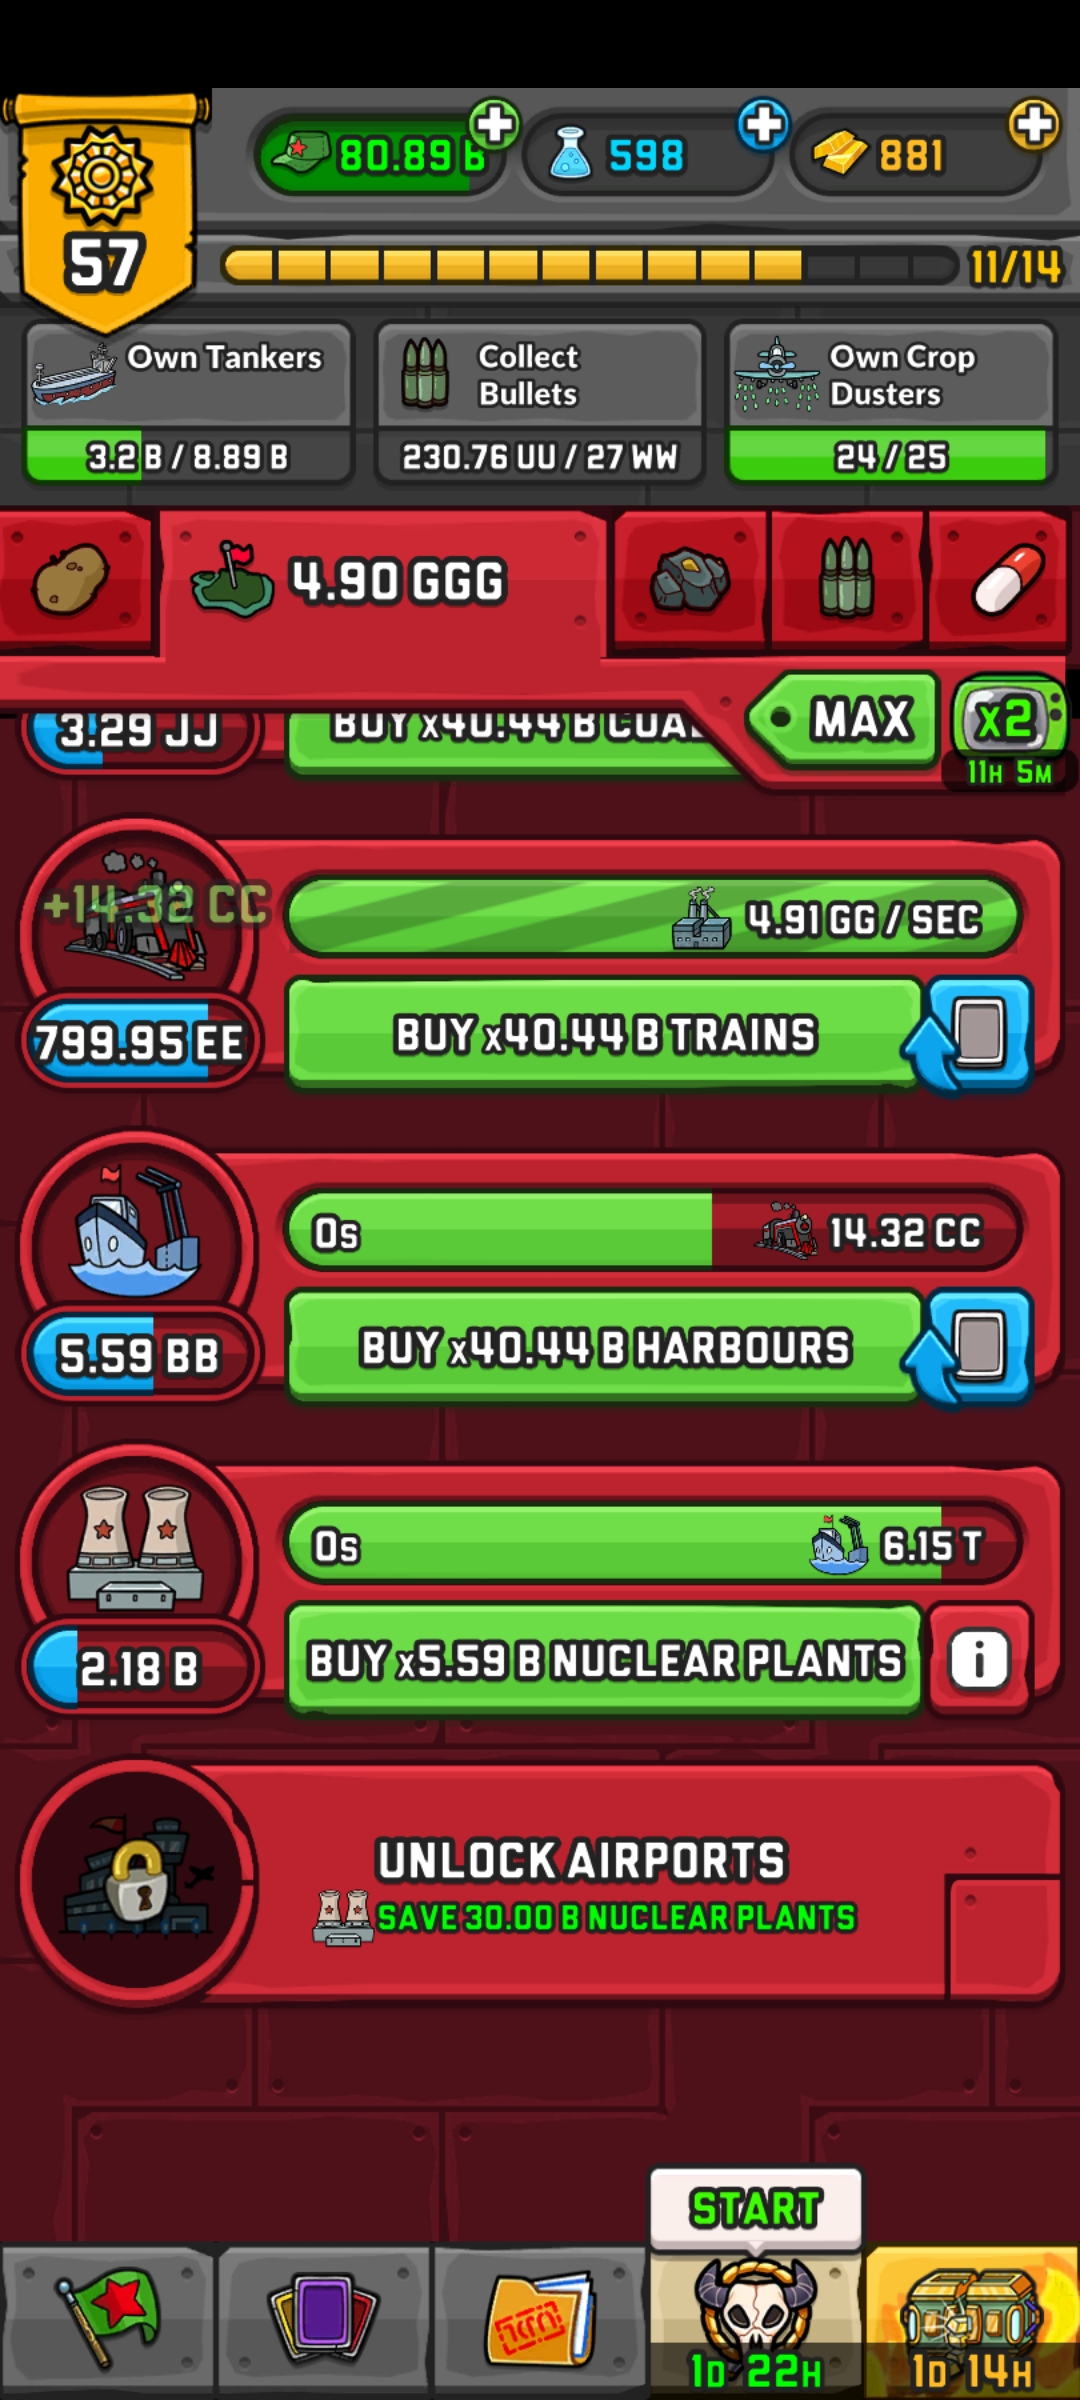 80.89 B
598
881
57
11/14
Own Tankers
3.2 B / 8.89 B
Collect
Bullets
230.76 UU / 27 WW
Own Crop
Dusters
24 / 25
4.90 GGG
MAX
x2
11H 5M
3.29 JJ
BUY x40.44 B
+14.32 CC
4.91 GG / SEC
799.95 EE
BUY x40.44 B TRAINS
0s
14.32 CC
5.59 BB
BUY x40.44 B HARBOURS
0s
6.15 T
2.18 B
BUY x5.59 B NUCLEAR PLANTS
i
UNLOCK AIRPORTS
SAVE 30.00 B NUCLEAR PLANTS
START
1D 22H
1D 14H